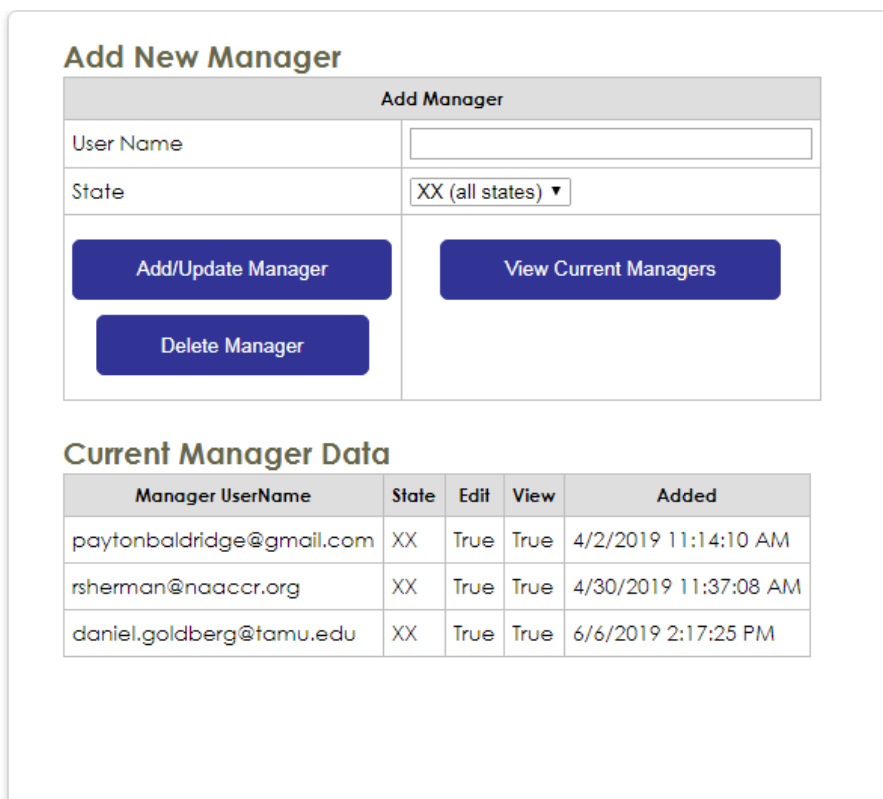 Add New Manager
Add Manager
User Name
State XX (all states)
Add/Update Manager View Current Managers
Delete Manager
Current Manager Data
Manager UserName State Edit View Added
paytonbaldridge@gmail.com XX True True 4/2/2019 11:14:10 AM
rsherman@naaccr.org XX True True 4/30/2019 11:37:08 AM
daniel.goldberg@tamu.edu XX True True 6/6/2019 2:17:25 PM